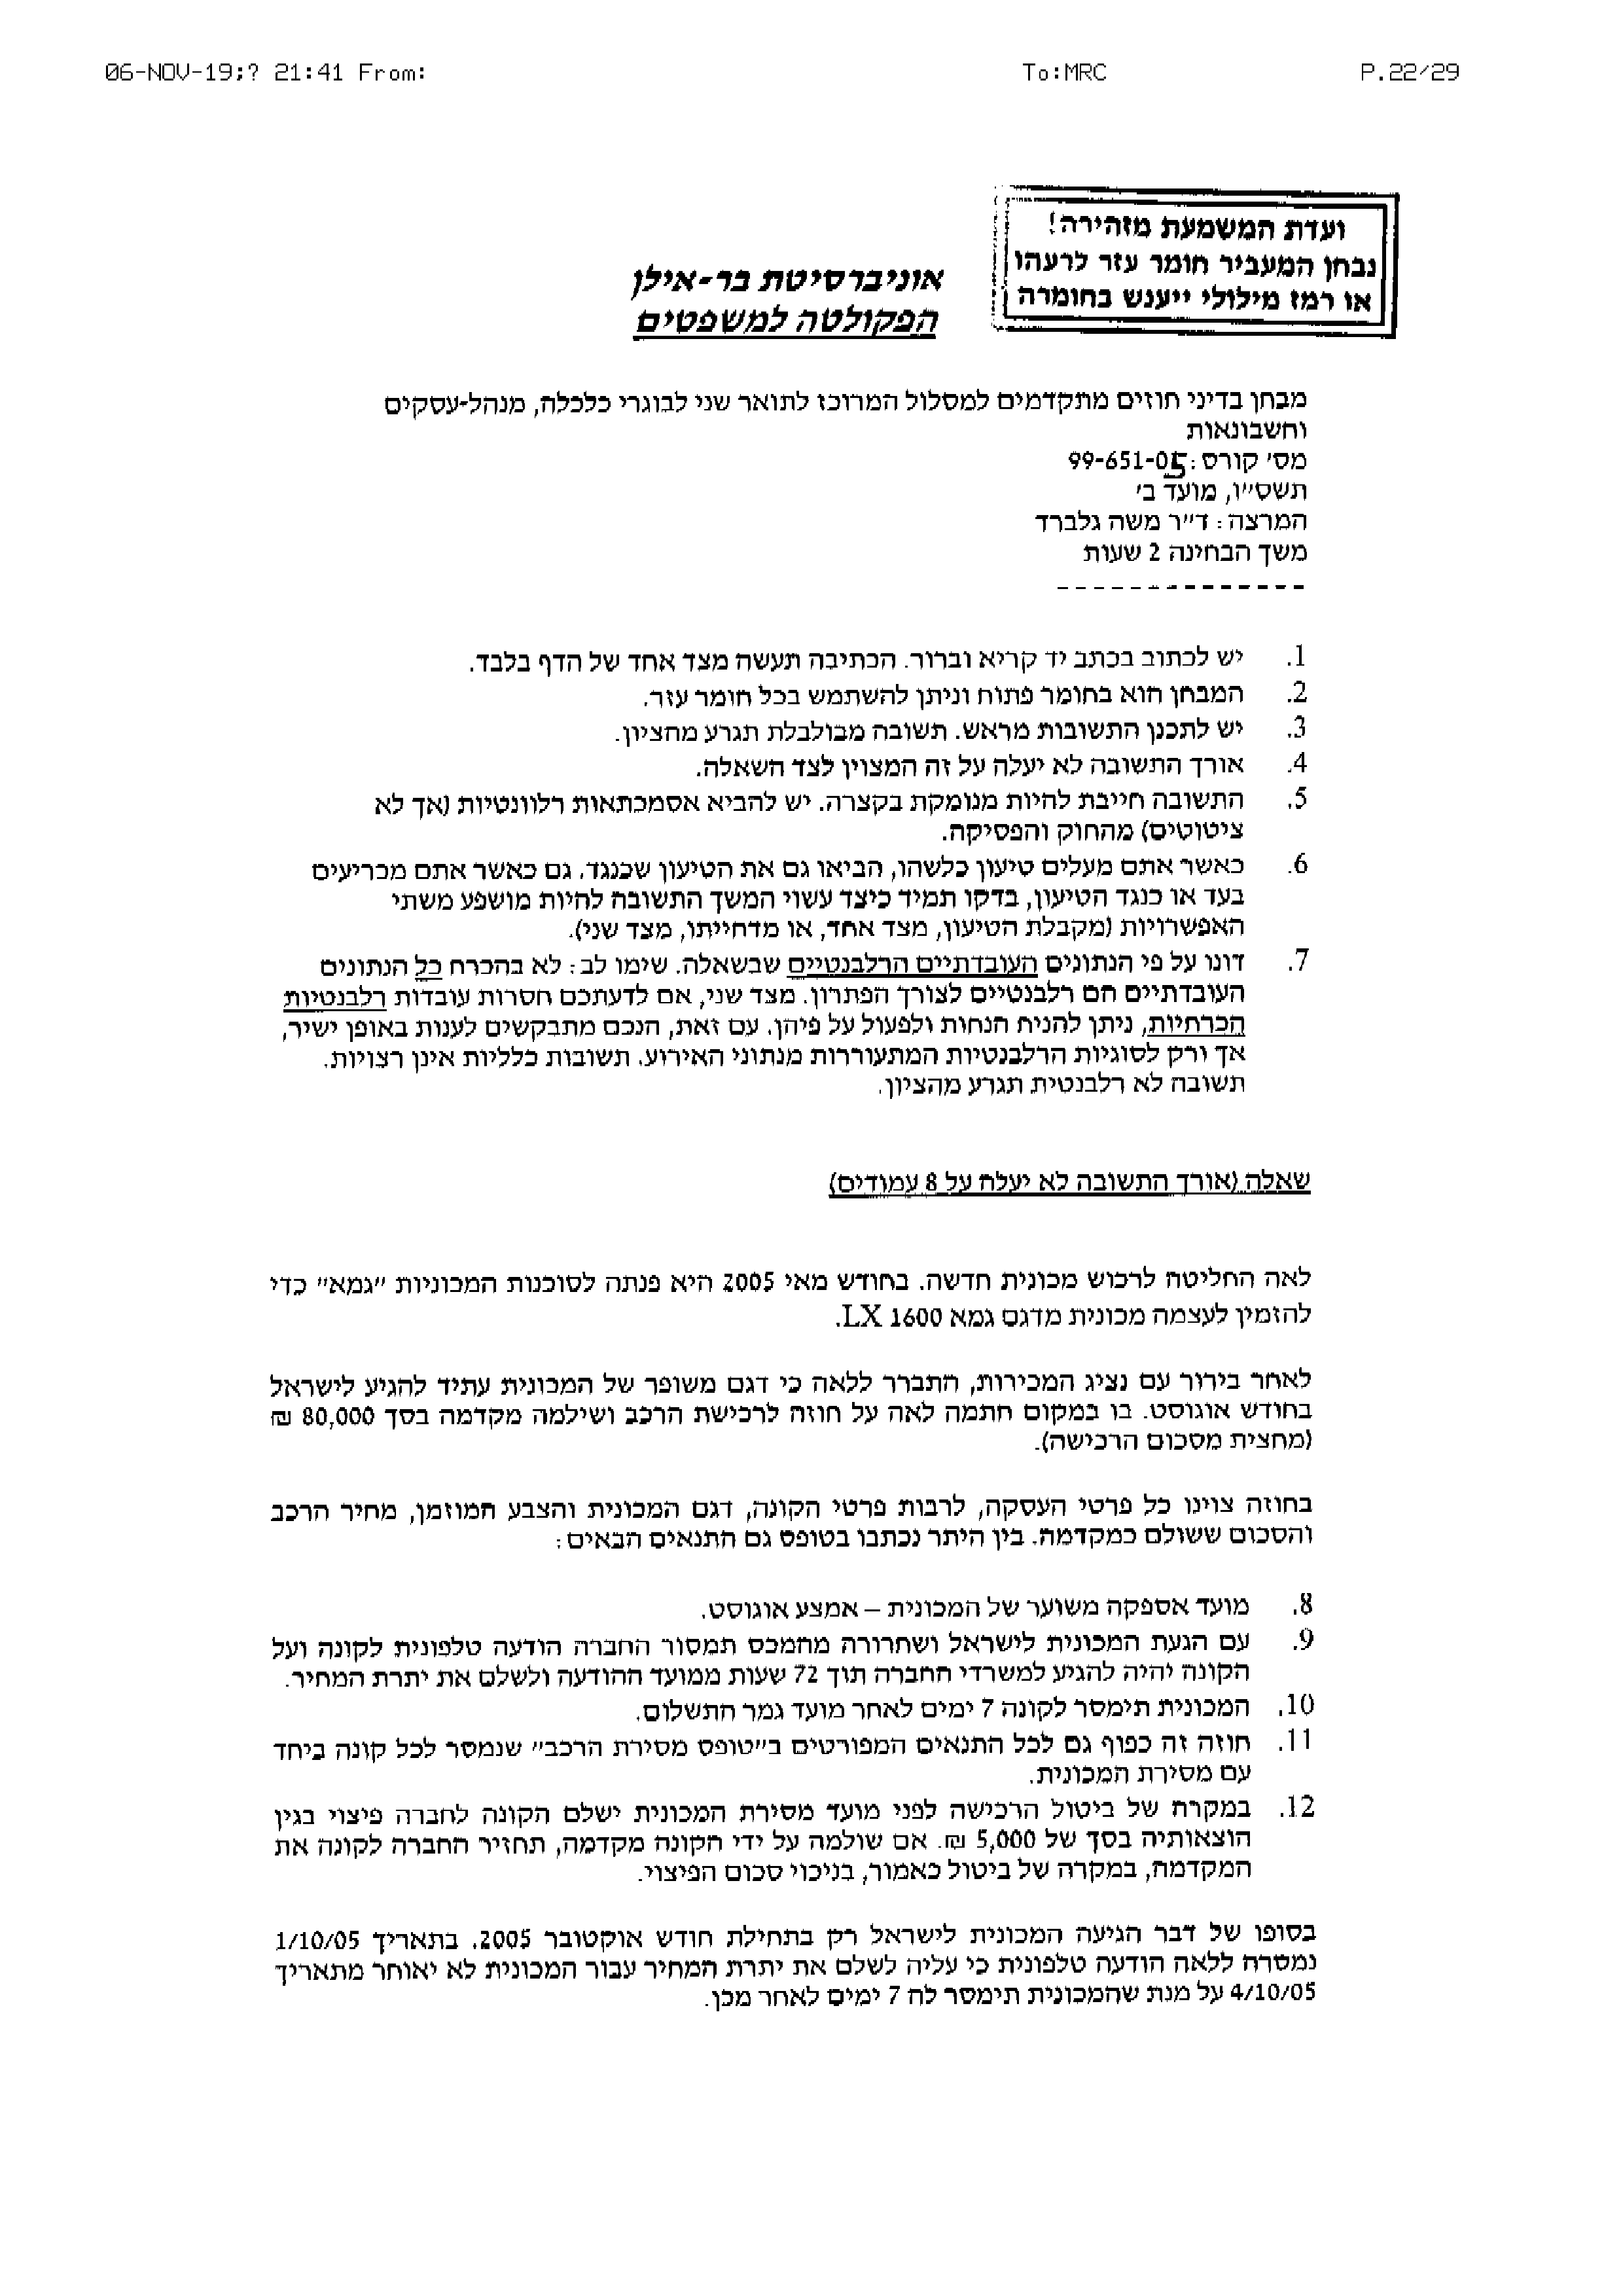 06-NOV-19;? 21:41 From: To:MRC P.22/29
ועדת המשמעת מזהירה!
נבחן המעביר חומר עזר לרעהו
או רמז מילולי ייענש בחומרה
אוניברסיטת בר-אילן
הפקולטה למשפטים
מבחן בדיני חוזים מתקדמים למסלול המרוכז לתואר שני לבוגרי כלכלה, מנהל-עסקים
וחשבונאות
מס' קורס: 99-651-05
תשס"ו, מועד ב'
המרצה: ד"ר משה גלברד
משך הבחינה 2 שעות
--------------
1. יש לכתוב בכתב יד קריא וברור. הכתיבה תעשה מצד אחד של הדף בלבד.
2. המבחן הוא בחומר פתוח וניתן להשתמש בכל חומר עזר.
3. יש לתכנן התשובות מראש. תשובה מבולבלת תגרע מהציון.
4. אורך התשובה לא יעלה על זה המצוין לצד השאלה.
5. התשובה חייבת להיות מנומקת בקצרה. יש להביא אסמכתאות רלוונטיות (אך לא
ציטוטים) מהחוק והפסיקה.
6. כאשר אתם מעלים טיעון כלשהו, הביאו גם את הטיעון שכנגד. גם כאשר אתם מכריעים
בעד או כנגד הטיעון, בדקו תמיד כיצד עשוי המשך התשובה להיות מושפע משתי
האפשרויות (מקבלת הטיעון, מצד אחד, או מדחייתו, מצד שני).
7. דונו על פי הנתונים העובדתיים הרלבנטיים שבשאלה. שימו לב: לא בהכרח כל הנתונים
העובדתיים הם רלבנטיים לצורך הפתרון. מצד שני, אם לדעתכם חסרות עובדות רלבנטיות
הכרחיות, ניתן להניח הנחות ולפעול על פיהן. עם זאת, הנכם מתבקשים לענות באופן ישיר,
אך ורק לסוגיות הרלבנטיות המתעוררות מנתוני האירוע. תשובות כלליות אינן רצויות.
תשובה לא רלבנטית תגרע מהציון.
שאלה (אורך התשובה לא יעלה על 8 עמודים)
לאה החליטה לרכוש מכונית חדשה. בחודש מאי 2005 היא פנתה לסוכנות המכוניות "גמא" כדי
להזמין לעצמה מכונית מדגם גמא LX 1600.
לאחר בירור עם נציג המכירות, התברר ללאה כי דגם משופר של המכונית עתיד להגיע לישראל
בחודש אוגוסט. בו במקום חתמה לאה על חוזה לרכישת הרכב ושילמה מקדמה בסך 80,000 ₪
(מחצית מסכום הרכישה).
בחוזה צוינו כל פרטי העסקה, לרבות פרטי הקונה, דגם המכונית והצבע המוזמן, מחיר הרכב
והסכום ששולם כמקדמה. בין היתר נכתבו בטופס גם התנאים הבאים:
8. מועד אספקה משוער של המכונית – אמצע אוגוסט.
9. עם הגעת המכונית לישראל ושחרורה מהמכס תמסור החברה הודעה טלפונית לקונה ועל
הקונה יהיה להגיע למשרדי החברה תוך 72 שעות ממועד ההודעה ולשלם את יתרת המחיר.
10. המכונית תימסר לקונה 7 ימים לאחר מועד גמר התשלום.
11. חוזה זה כפוף גם לכל התנאים המפורטים ב"טופס מסירת הרכב" שנמסר לכל קונה ביחד
עם מסירת המכונית.
12. במקרה של ביטול הרכישה לפני מועד מסירת המכונית ישלם הקונה לחברה פיצוי בגין
הוצאותיה בסך של 5,000 ₪. אם שולמה על ידי הקונה מקדמה, תחזיר החברה לקונה את
המקדמה, במקרה של ביטול כאמור, בניכוי סכום הפיצוי.
בסופו של דבר הגיעה המכונית לישראל רק בתחילת חודש אוקטובר 2005. בתאריך 1/10/05
נמסרה ללאה הודעה טלפונית כי עליה לשלם את יתרת המחיר עבור המכונית לא יאוחר מתאריך
4/10/05 על מנת שהמכונית תימסר לה 7 ימים לאחר מכן.